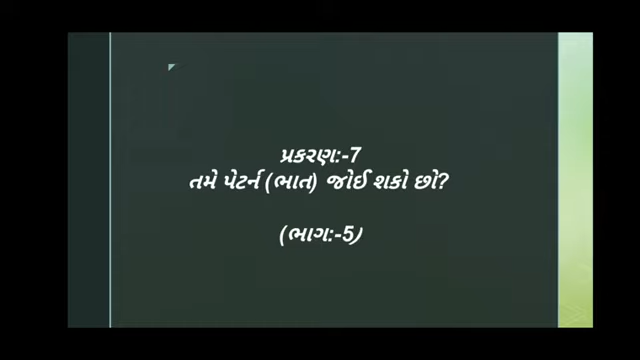 પ્રકરણ:-7
તમે પેટર્ન (ભાત) જોઈ શકો છો?
(ભાગ:-5)